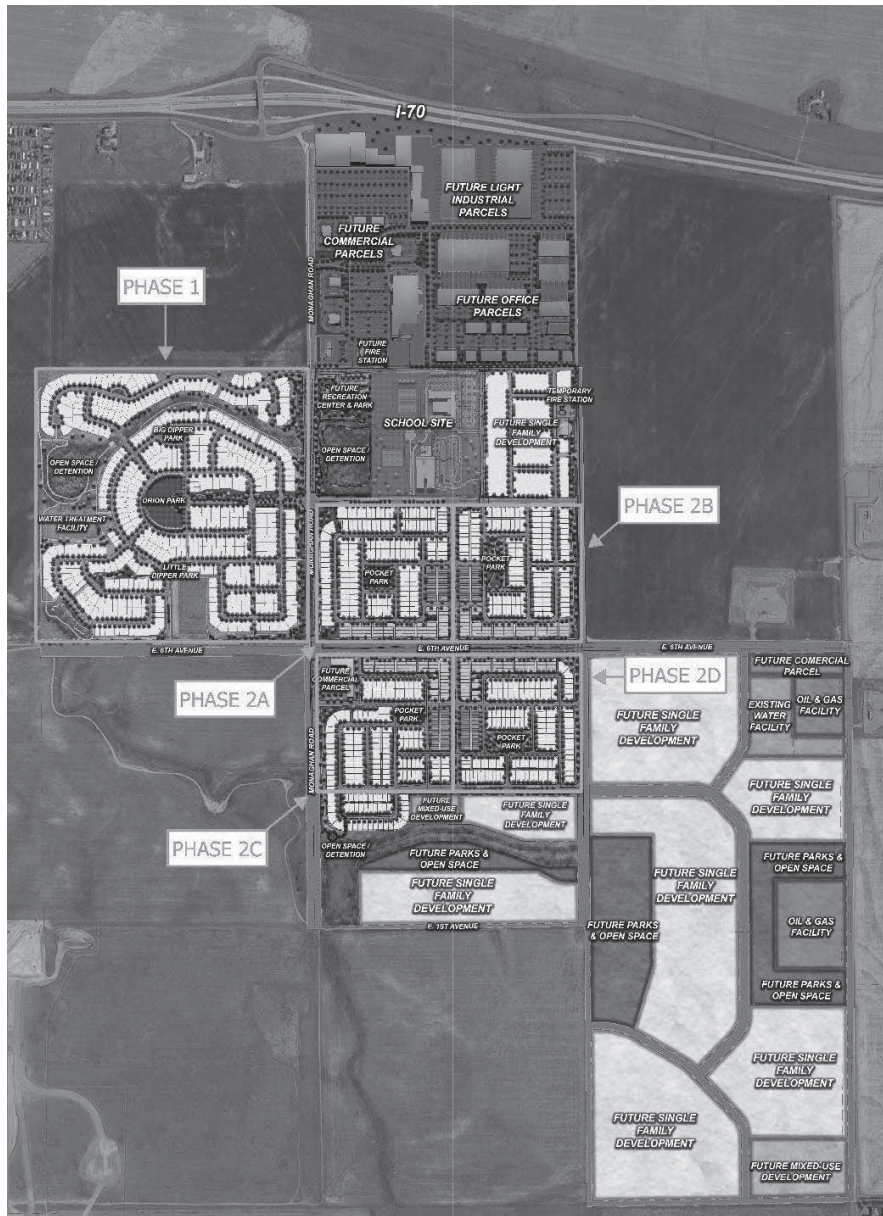 I-70
FUTURE LIGHT
INDUSTRIAL
PARCELS
FUTURE
COMMERCIAL
PARCELS
MONAGHAN ROAD
PHASE 1
FUTURE OFFICE
PARCELS
FUTURE
FIRE
STATION
FUTURE
RECREATION
CENTER & PARK
TEMPORARY
FIRE STATION
SCHOOL SITE
FUTURE SINGLE
FAMILY
DEVELOPMENT
BIG DIPPER
PARK
OPEN SPACE /
DETENTION
OPEN SPACE /
DETENTION
ORION PARK
PHASE 2B
WATER TREATMENT
FACILITY
MONAGHAN ROAD
POCKET
PARK
POCKET
PARK
LITTLE
DIPPER PARK
E. 6TH AVENUE
E. 6TH AVENUE
E. 6TH AVENUE
PHASE 2A
FUTURE
COMMERCIAL
PARCEL
PHASE 2D
FUTURE COMERCIAL
PARCEL
EXISTING
WATER
FACILITY
OIL & GAS
FACILITY
FUTURE SINGLE
FAMILY
DEVELOPMENT
POCKET
PARK
POCKET
PARK
MONAGHAN ROAD
FUTURE SINGLE
FAMILY
DEVELOPMENT
FUTURE
MIXED-USE
DEVELOPMENT
FUTURE SINGLE
FAMILY
DEVELOPMENT
PHASE 2C
OPEN SPACE /
DETENTION
FUTURE PARKS &
OPEN SPACE
FUTURE PARKS &
OPEN SPACE
FUTURE SINGLE
FAMILY
DEVELOPMENT
FUTURE SINGLE
FAMILY
DEVELOPMENT
E. 1ST AVENUE
FUTURE PARKS
& OPEN SPACE
OIL & GAS
FACILITY
FUTURE PARKS &
OPEN SPACE
FUTURE SINGLE
FAMILY
DEVELOPMENT
FUTURE SINGLE
FAMILY
DEVELOPMENT
FUTURE MIXED-USE
DEVELOPMENT